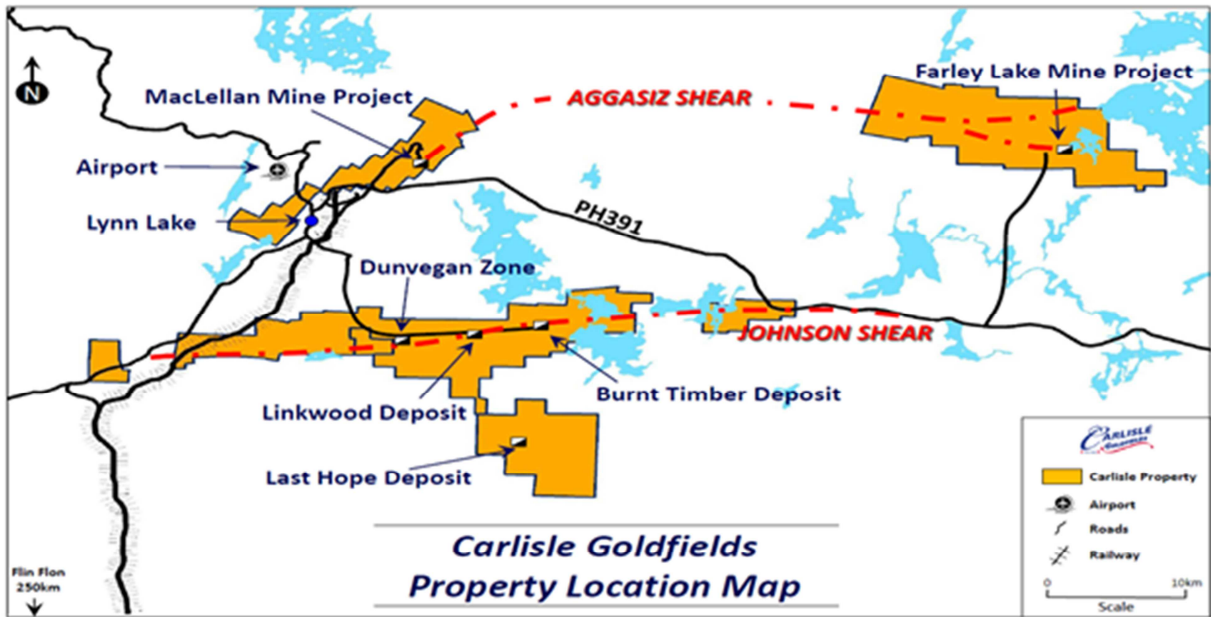 N
MacLellan Mine Project
AGGASIZ SHEAR
Farley Lake Mine Project
Airport
Lynn Lake
PH391
Dunvegan Zone
JOHNSON SHEAR
Burnt Timber Deposit
Linkwood Deposit
Last Hope Deposit
Carlisle Goldfields
Property Location Map
Flin Flon
250km
CARLISLE
GOLDFIELDS
Carlisle Property
Airport
Roads
Railway
0 10km
Scale